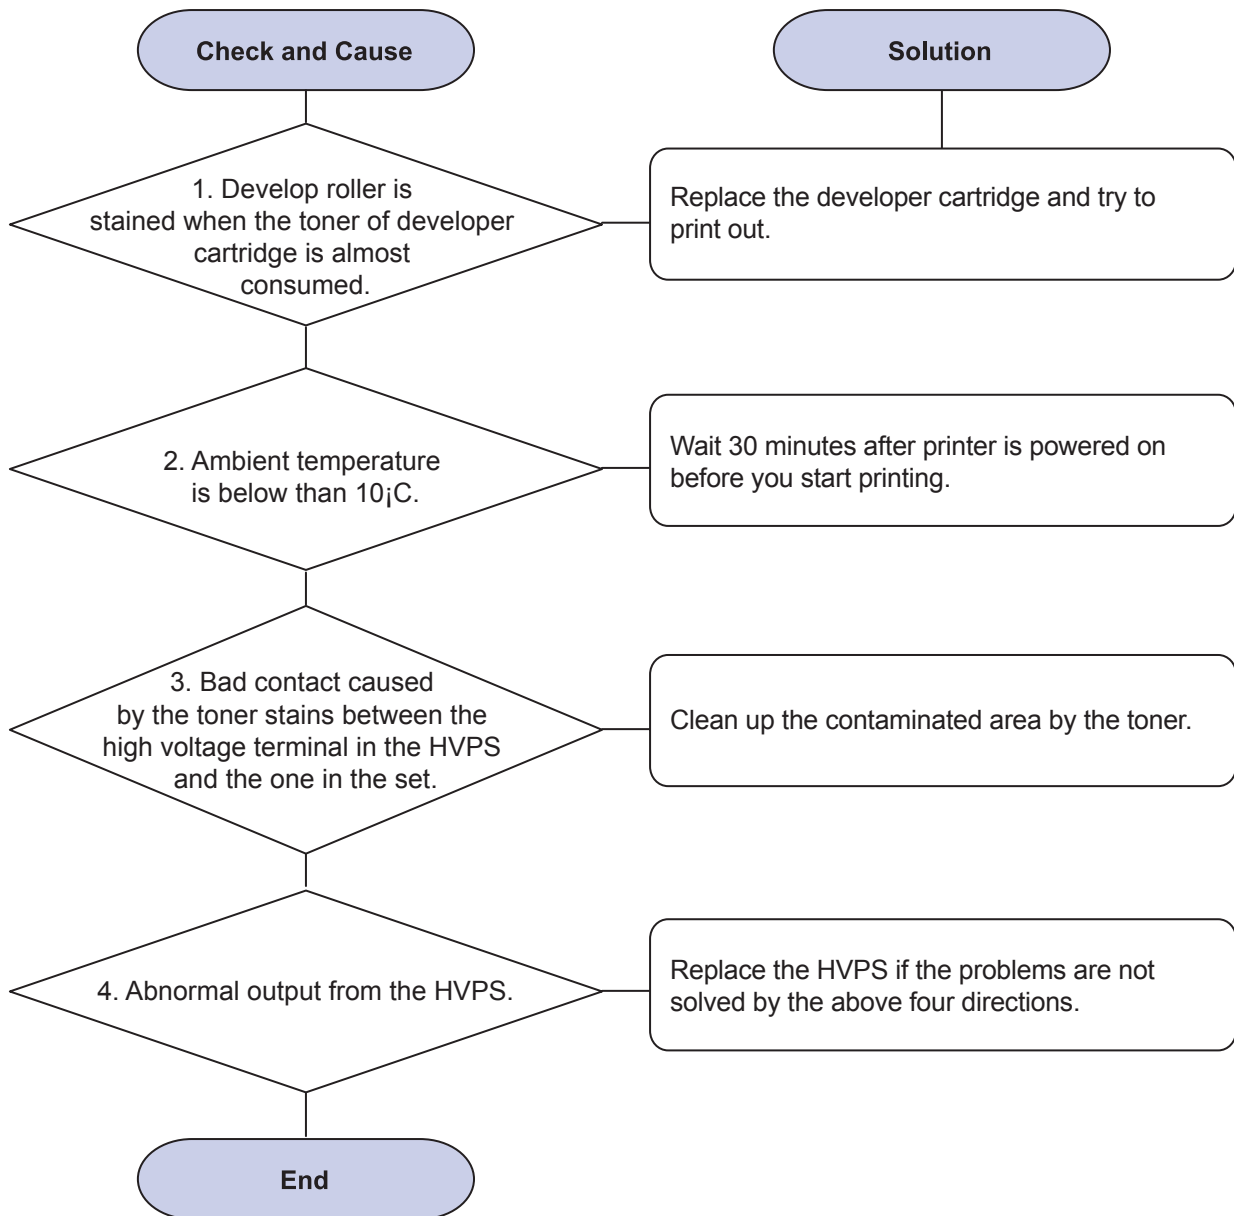 Check and Cause
Solution
1. Develop roller is
stained when the toner of developer
cartridge is almost
consumed.
Replace the developer cartridge and try to
print out.
2. Ambient temperature
is below than 10¡C.
Wait 30 minutes after printer is powered on
before you start printing.
3. Bad contact caused
by the toner stains between the
high voltage terminal in the HVPS
and the one in the set.
Clean up the contaminated area by the toner.
4. Abnormal output from the HVPS.
Replace the HVPS if the problems are not
solved by the above four directions.
End